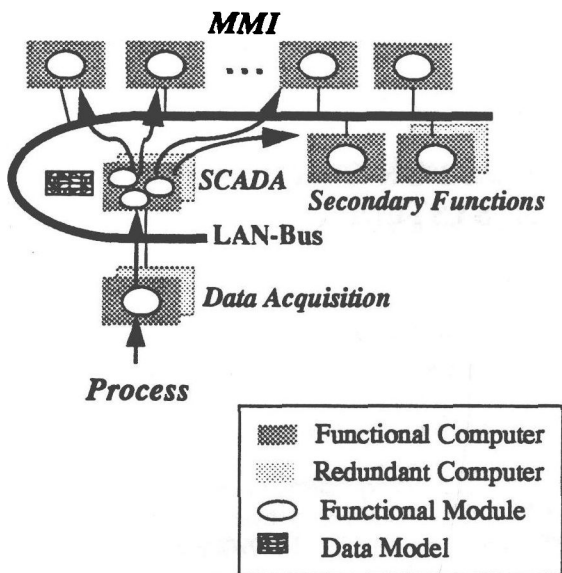 MMI
...
SCADA
Secondary Functions
LAN-Bus
Data Acquisition
Process
Functional Computer
Redundant Computer
Functional Module
Data Model